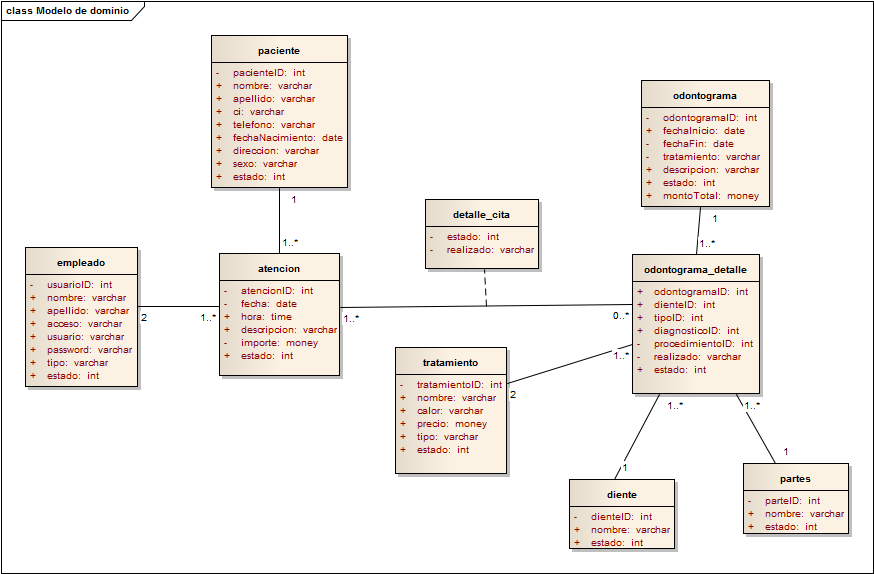 class Modelo de dominio
paciente
- pacienteID: int
+ nombre: varchar
+ apellido: varchar
+ ci: varchar
+ telefono: varchar
+ fechaNacimiento: date
+ direccion: varchar
+ sexo: varchar
+ estado: int
1
1..*
odontograma
- odontogramaID: int
+ fechaInicio: date
- fechaFin: date
- tratamiento: varchar
+ descripcion: varchar
+ estado: int
+ montoTotal: money
1
1..*
detalle_cita
- estado: int
- realizado: varchar
empleado
- usuarioID: int
+ nombre: varchar
+ apellido: varchar
+ acceso: varchar
+ usuario: varchar
+ password: varchar
+ tipo: varchar
+ estado: int
2
1..*
atencion
- atencionID: int
- fecha: date
+ hora: time
+ descripcion: varchar
- importe: money
+ estado: int
1..*
0..*
odontograma_detalle
+ odontogramaID: int
+ dienteID: int
+ tipoID: int
+ diagnosticoID: int
- procedimientoID: int
- realizado: varchar
+ estado: int
1..*
2
tratamiento
- tratamientoID: int
+ nombre: varchar
+ calor: varchar
+ precio: money
+ tipo: varchar
+ estado: int
1..*
1..*
1
1
diente
- dienteID: int
+ nombre: varchar
+ estado: int
partes
- parteID: int
+ nombre: varchar
+ estado: int